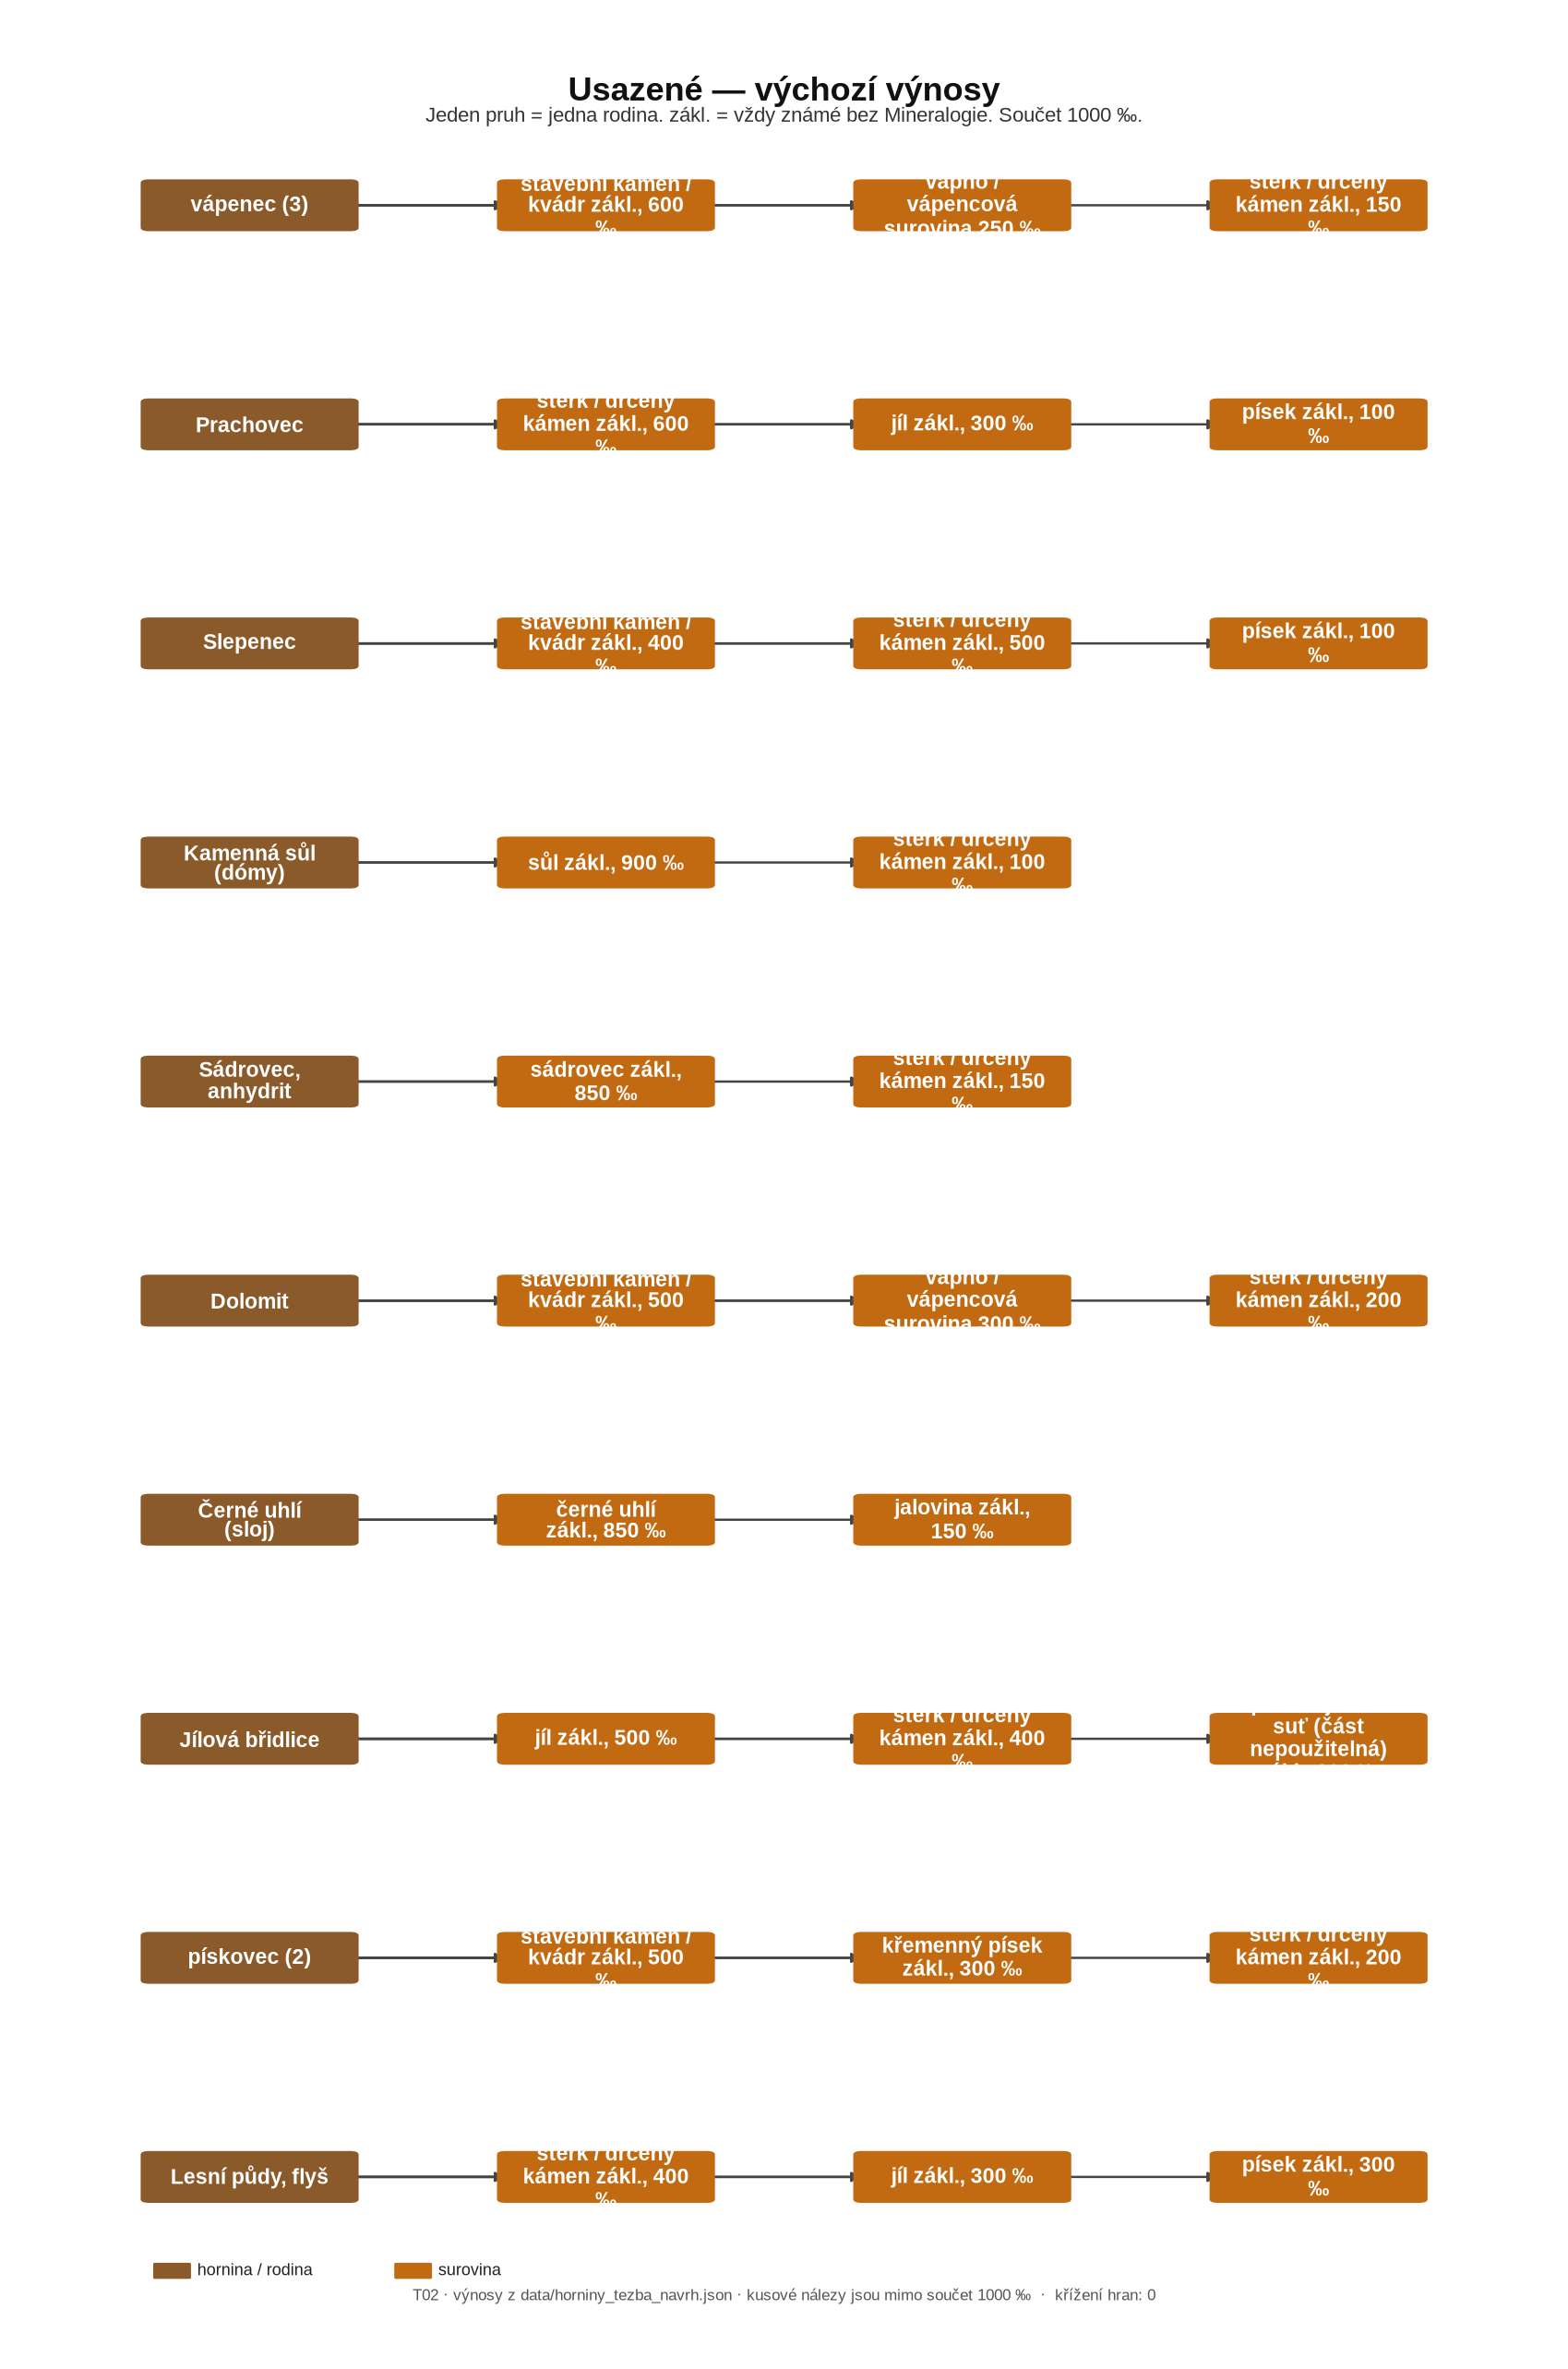 Usazené — výchozí výnosy
Jeden pruh = jedna rodina. zákl. = vždy známé bez Mineralogie. Součet 1000 ‰.
vápenec (3)
stavební kámen /
kvádr zákl., 600
‰
vápno /
vápencová
surovina 250 ‰
štěrk / drcený
kámen zákl., 150
‰
Prachovec
štěrk / drcený
kámen zákl., 600
‰
jíl zákl., 300 ‰
písek zákl., 100
‰
Slepenec
stavební kámen /
kvádr zákl., 400
‰
štěrk / drcený
kámen zákl., 500
‰
písek zákl., 100
‰
Kamenná sůl
(dómy)
sůl zákl., 900 ‰
štěrk / drcený
kámen zákl., 100
‰
Sádrovec,
anhydrit
sádrovec zákl.,
850 ‰
štěrk / drcený
kámen zákl., 150
‰
Dolomit
stavební kámen /
kvádr zákl., 500
‰
vápno /
vápencová
surovina 300 ‰
štěrk / drcený
kámen zákl., 200
‰
Černé uhlí
(sloj)
černé uhlí
zákl., 850 ‰
jalovina zákl.,
150 ‰
Jílová břidlice
jíl zákl., 500 ‰
štěrk / drcený
kámen zákl., 400
‰
suť (část
nepoužitelná)
pískovec (2)
stavební kámen /
kvádr zákl., 500
‰
křemenný písek
zákl., 300 ‰
štěrk / drcený
kámen zákl., 200
‰
Lesní půdy, flyš
štěrk / drcený
kámen zákl., 400
‰
jíl zákl., 300 ‰
písek zákl., 300
‰
hornina / rodina
surovina
T02 · výnosy z data/horniny_tezba_navrh.json · kusové nálezy jsou mimo součet 1000 ‰ · křížení hran: 0